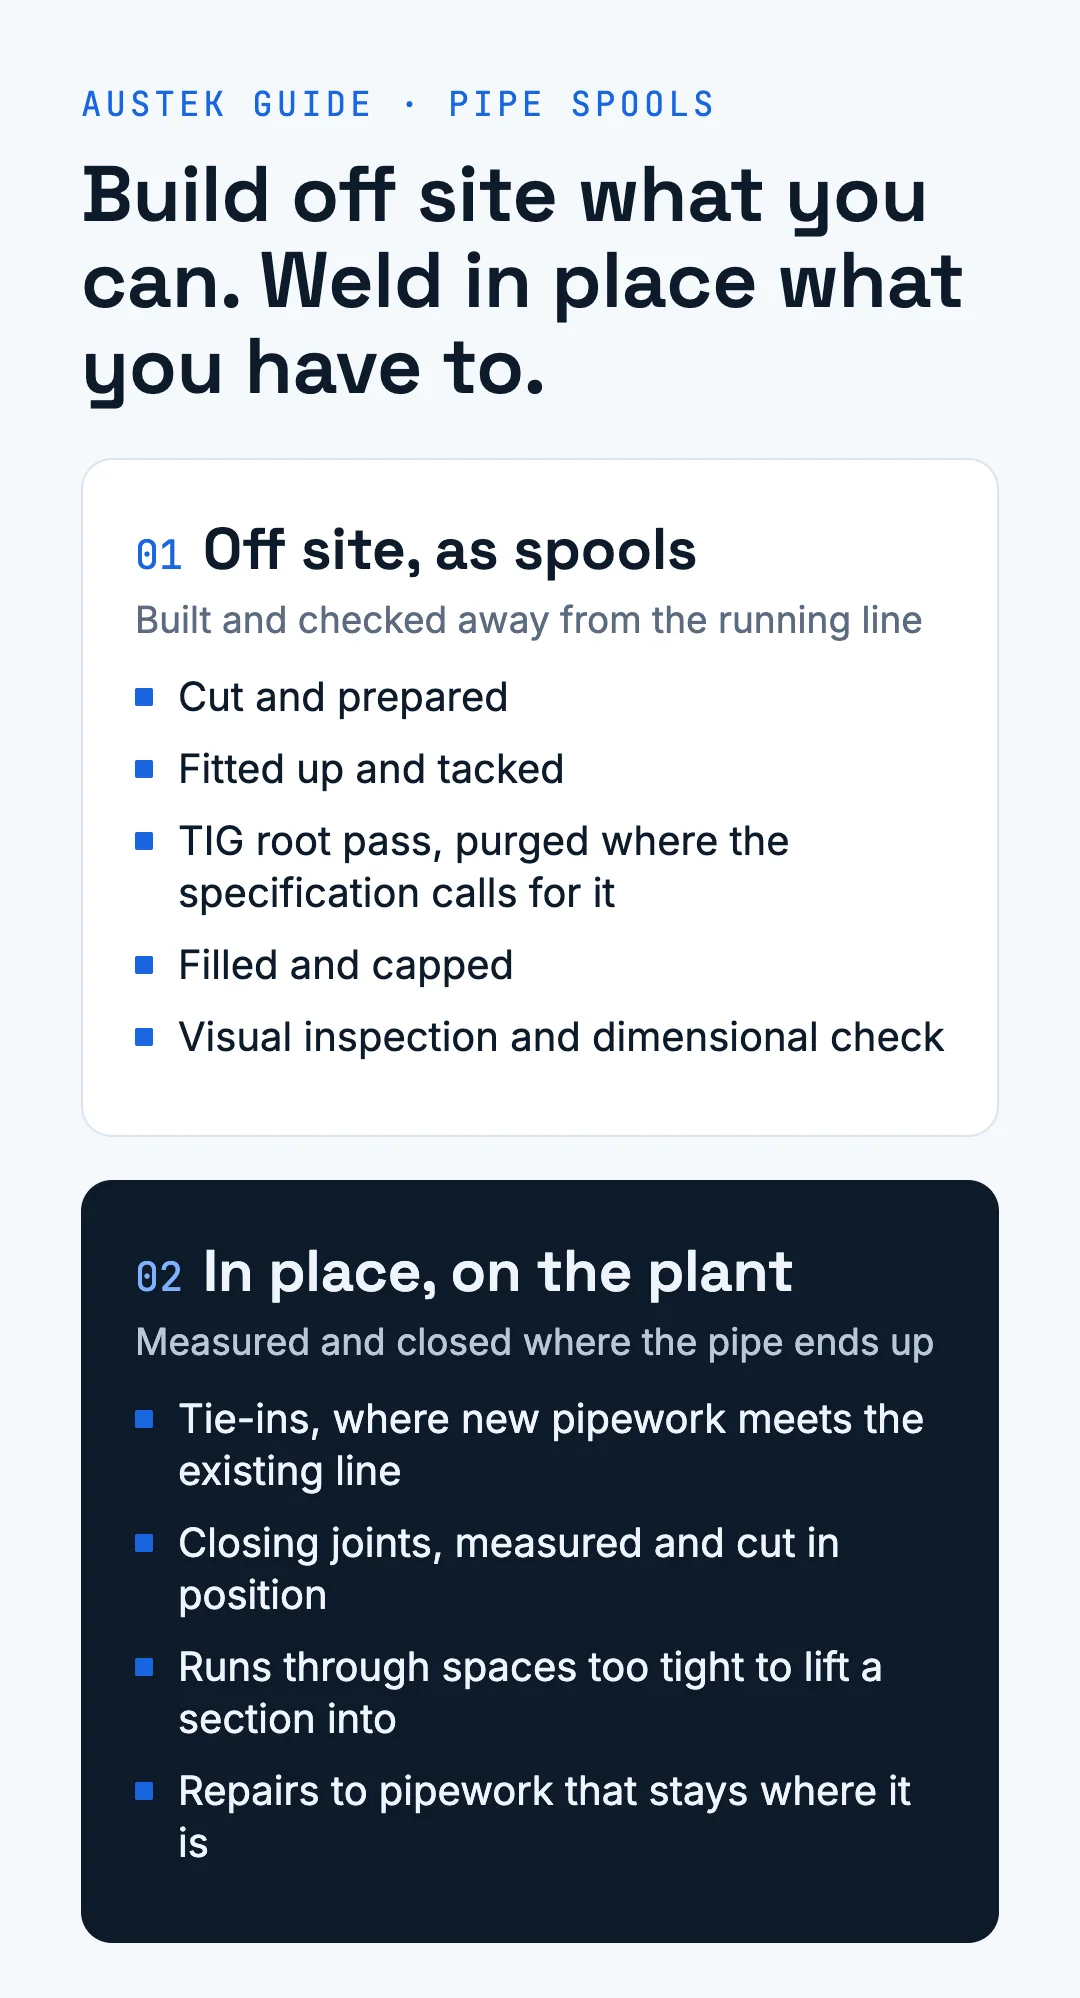 AUSTEK GUIDE · PIPE SPOOLS
Build off site what you
can. Weld in place what
you have to.
01 Off site, as spools
Built and checked away from the running line
Cut and prepared
Fitted up and tacked
TIG root pass, purged where the
specification calls for it
Filled and capped
Visual inspection and dimensional check
02 In place, on the plant
Measured and closed where the pipe ends up
Tie-ins, where new pipework meets the
existing line
Closing joints, measured and cut in
position
Runs through spaces too tight to lift a
section into
Repairs to pipework that stays where it
is